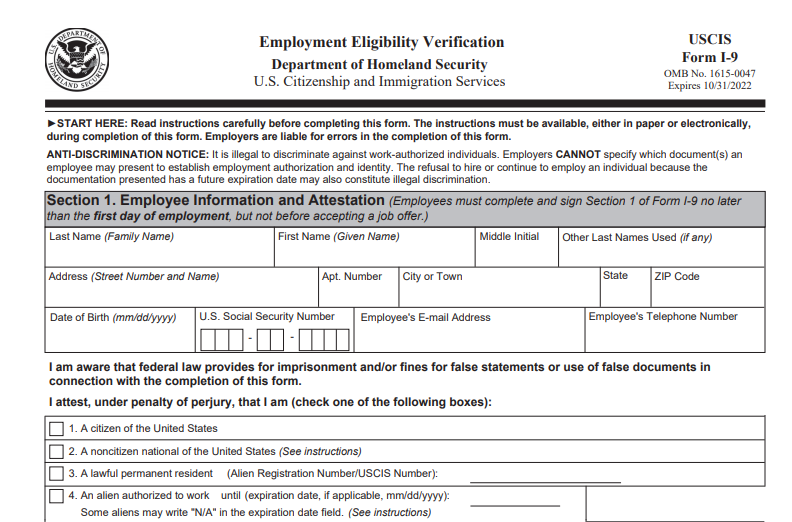 U.S. DEPARTMENT OF HOMELAND SECURITY
Employment Eligibility Verification
Department of Homeland Security
U.S. Citizenship and Immigration Services
USCIS
Form I-9
OMB No. 1615-0047
Expires 10/31/2022
►START HERE: Read instructions carefully before completing this form. The instructions must be available, either in paper or electronically,
during completion of this form. Employers are liable for errors in the completion of this form.
ANTI-DISCRIMINATION NOTICE: It is illegal to discriminate against work-authorized individuals. Employers CANNOT specify which document(s) an
employee may present to establish employment authorization and identity. The refusal to hire or continue to employ an individual because the
documentation presented has a future expiration date may also constitute illegal discrimination.
Section 1. Employee Information and Attestation (Employees must complete and sign Section 1 of Form I-9 no later
than the first day of employment, but not before accepting a job offer.)
Last Name (Family Name) First Name (Given Name) Middle Initial Other Last Names Used (if any)
Address (Street Number and Name) Apt. Number City or Town State ZIP Code
Date of Birth (mm/dd/yyyy) U.S. Social Security Number Employee's E-mail Address Employee's Telephone Number
- -
I am aware that federal law provides for imprisonment and/or fines for false statements or use of false documents in
connection with the completion of this form.
I attest, under penalty of perjury, that I am (check one of the following boxes):
1. A citizen of the United States
2. A noncitizen national of the United States (See instructions)
3. A lawful permanent resident (Alien Registration Number/USCIS Number):
4. An alien authorized to work until (expiration date, if applicable, mm/dd/yyyy):
Some aliens may write "N/A" in the expiration date field. (See instructions)